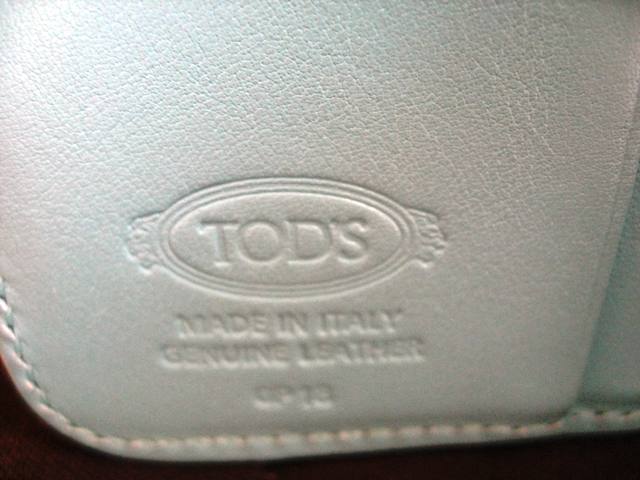 TOD'S
MADE IN ITALY
GENUINE LEATHER